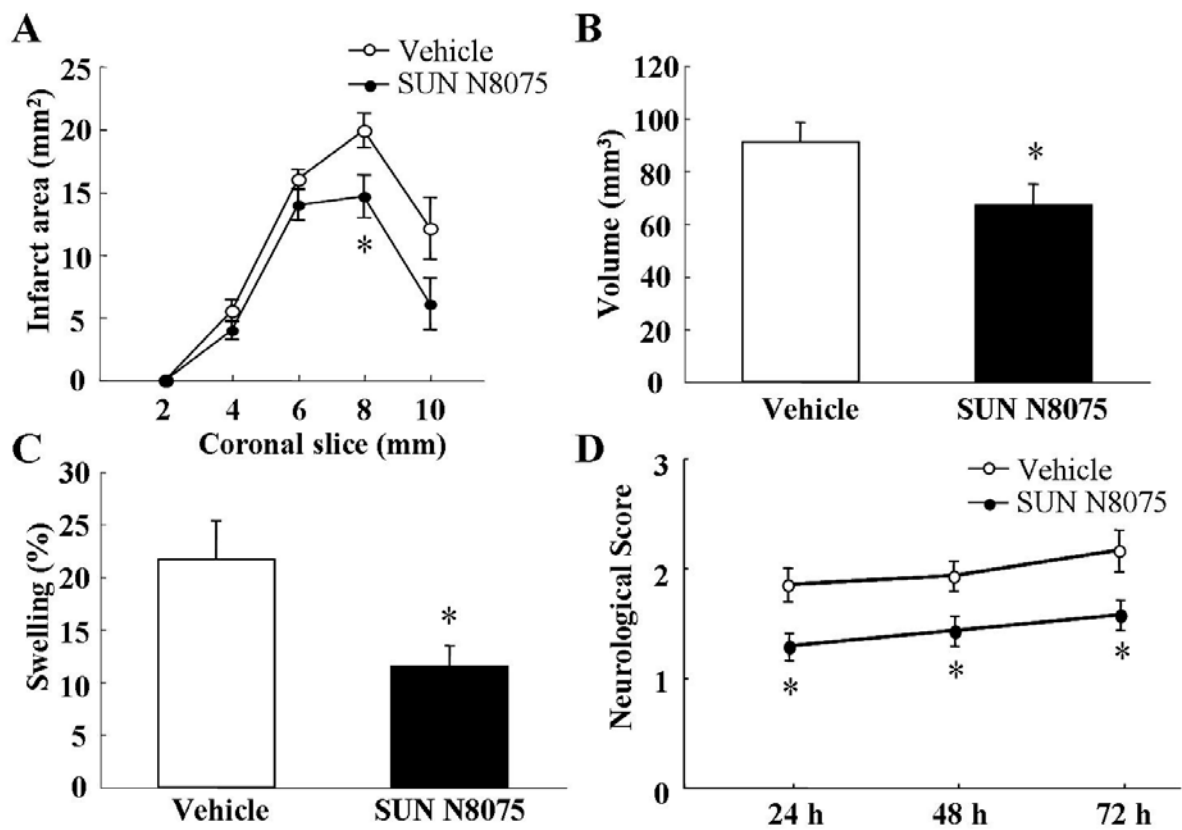 A
Vehicle
SUN N8075
Infarct area (mm²)
25
20
15
10
5
0
2 4 6 8 10
*
Coronal slice (mm)
B
Volume (mm³)
120
100
80
60
40
20
0
*
Vehicle SUN N8075
C
Swelling (%)
30
25
20
15
10
5
0
*
Vehicle SUN N8075
D
Vehicle
SUN N8075
Neurological Score
3
2
1
0
* * *
24 h 48 h 72 h